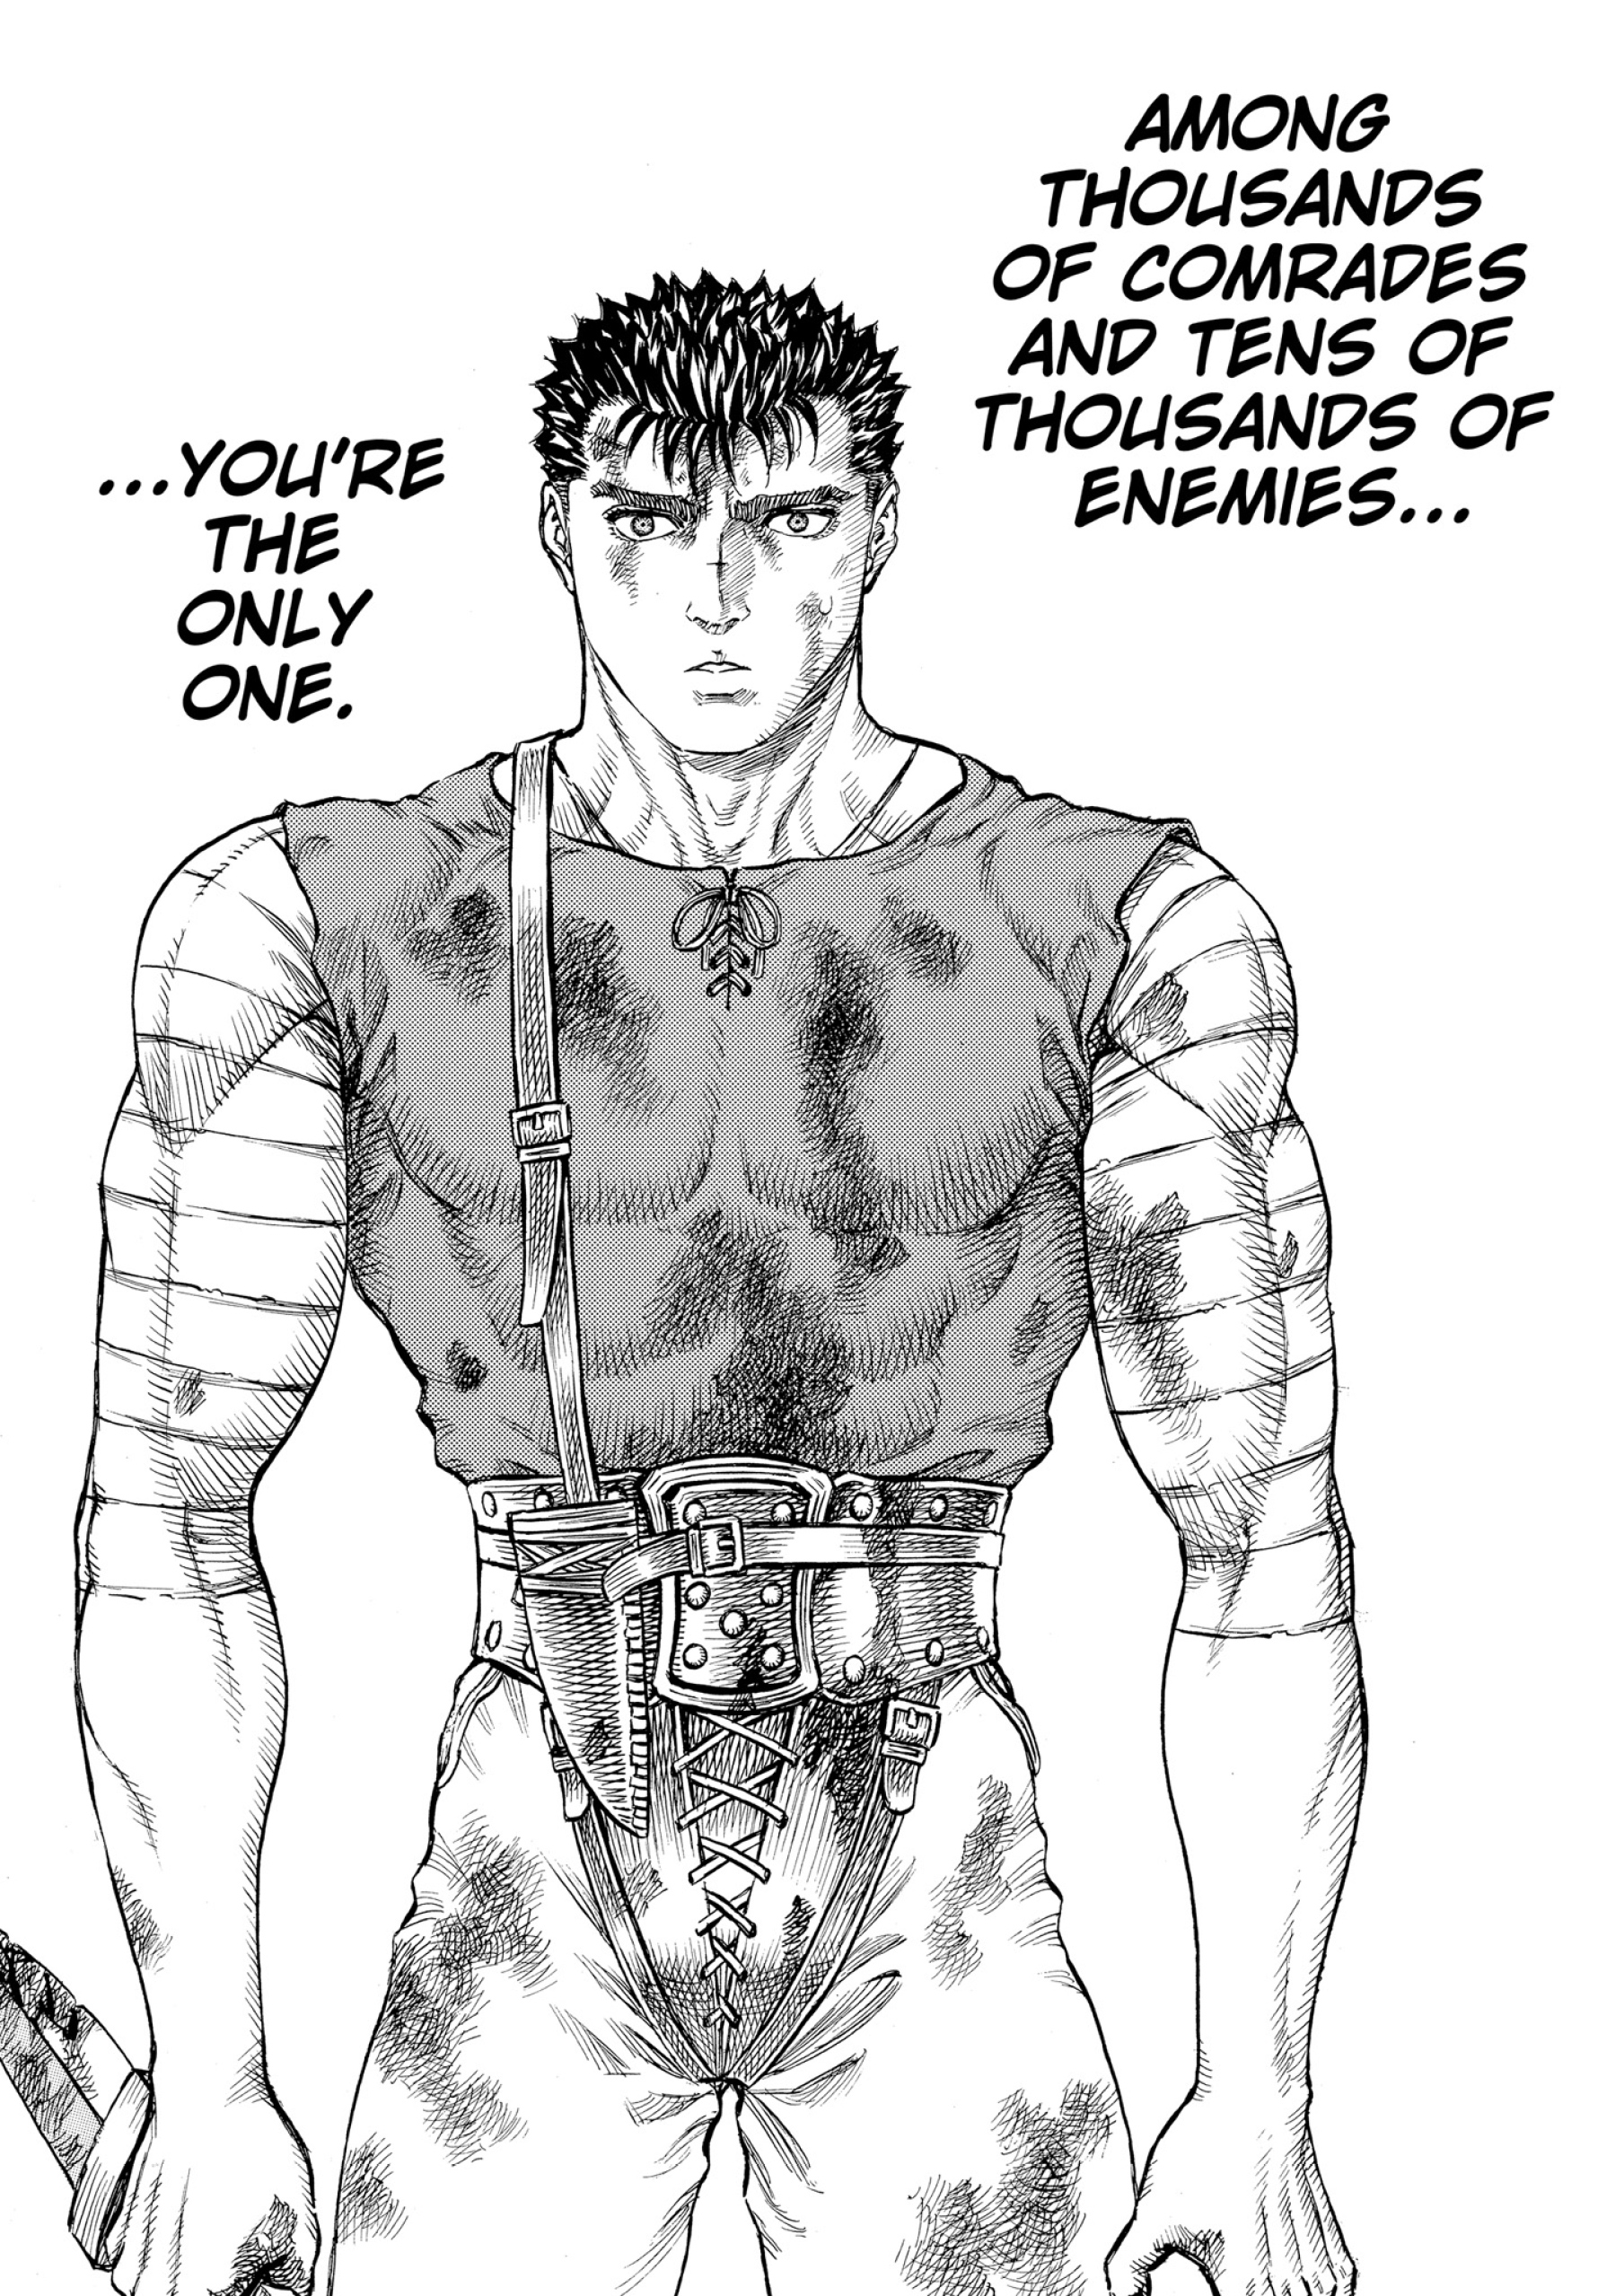 AMONG
THOUSANDS
OF COMRADES
AND TENS OF
THOUSANDS OF
ENEMIES...
...YOU'RE
THE
ONLY
ONE.